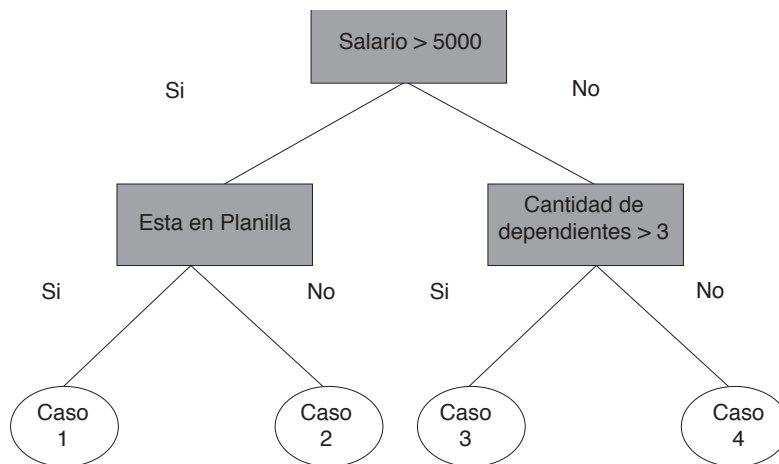 Salario > 5000
Si
No
Esta en Planilla
Cantidad de
dependientes > 3
Si
No
Si
No
Caso
1
Caso
2
Caso
3
Caso
4